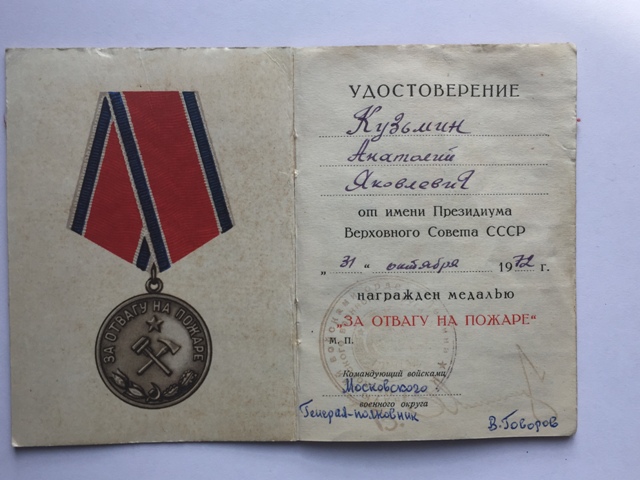 ЗА ОТВАГУ НА ПОЖАРЕ
УДОСТОВЕРЕНИЕ
Кузьмин
Анатолий
Яковлевич
от имени Президиума
Верховного Совета СССР
„31“ октября 1972 г.
награжден медалью
„ЗА ОТВАГУ НА ПОЖАРЕ“
М. П.
Командующий войсками
Московского
военного округа
Генерал-полковник В. Говоров